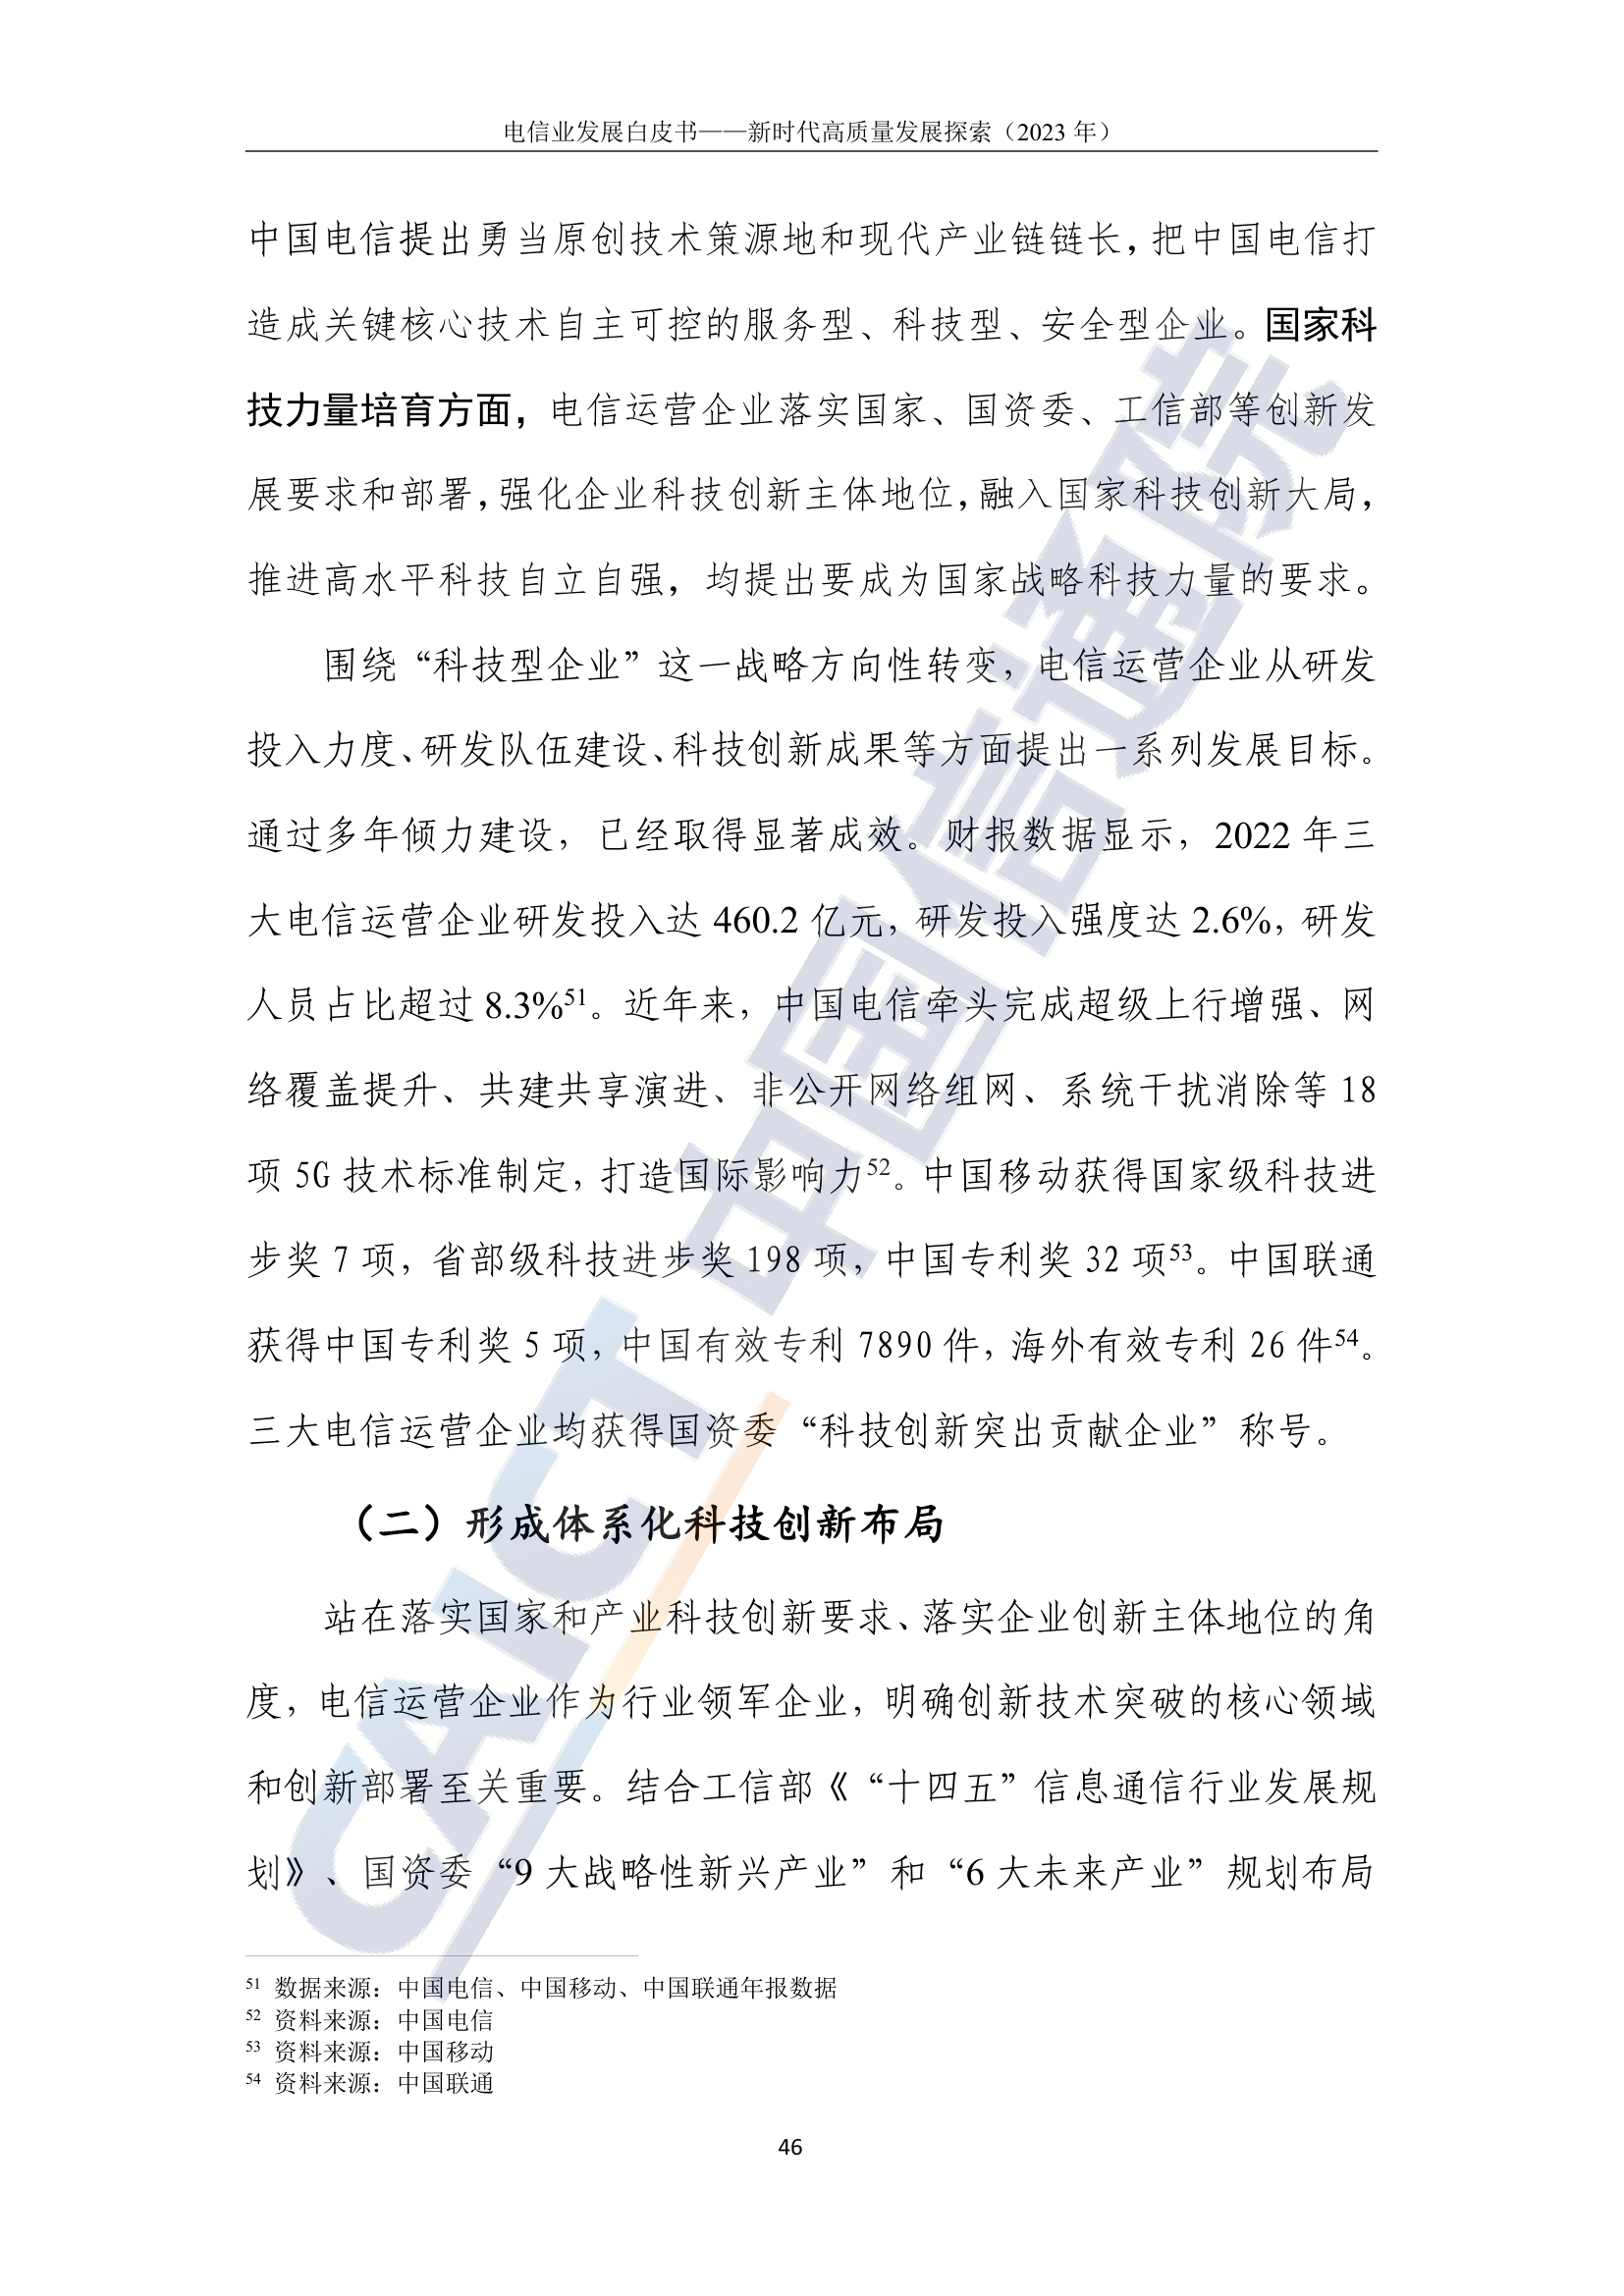 电信业发展白皮书——新时代高质量发展探索（2023 年）
中国电信提出勇当原创技术策源地和现代产业链链长，把中国电信打
造成关键核心技术自主可控的服务型、科技型、安全型企业。国家科
技力量培育方面，电信运营企业落实国家、国资委、工信部等创新发
展要求和部署，强化企业科技创新主体地位，融入国家科技创新大局，
推进高水平科技自立自强，均提出要成为国家战略科技力量的要求。
围绕“科技型企业”这一战略方向性转变，电信运营企业从研发
投入力度、研发队伍建设、科技创新成果等方面提出一系列发展目标。
通过多年倾力建设，已经取得显著成效。财报数据显示，2022 年三
大电信运营企业研发投入达 460.2 亿元，研发投入强度达 2.6%，研发
人员占比超过 8.3%51。近年来，中国电信牵头完成超级上行增强、网
络覆盖提升、共建共享演进、非公开网络组网、系统干扰消除等 18
项 5G 技术标准制定，打造国际影响力52。中国移动获得国家级科技进
步奖 7 项，省部级科技进步奖 198 项，中国专利奖 32 项53。中国联通
获得中国专利奖 5 项，中国有效专利 7890 件，海外有效专利 26 件54。
三大电信运营企业均获得国资委“科技创新突出贡献企业”称号。
（二）形成体系化科技创新布局
站在落实国家和产业科技创新要求、落实企业创新主体地位的角
度，电信运营企业作为行业领军企业，明确创新技术突破的核心领域
和创新部署至关重要。结合工信部《“十四五”信息通信行业发展规
划》、国资委“9 大战略性新兴产业”和“6 大未来产业”规划布局
51 数据来源：中国电信、中国移动、中国联通年报数据
52 资料来源：中国电信
53 资料来源：中国移动
54 资料来源：中国联通
46
CAICT 中国信通院